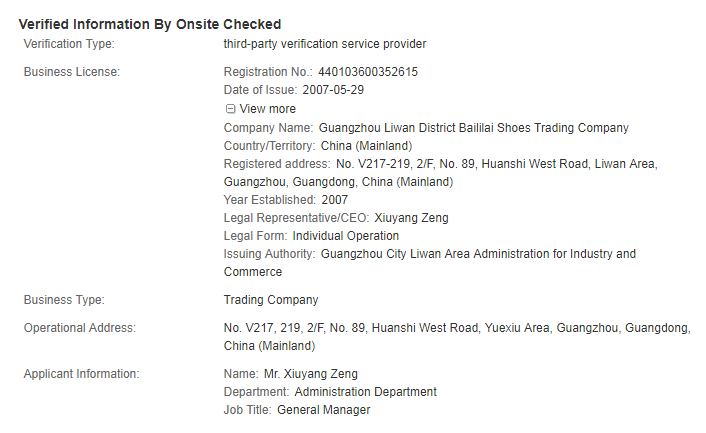 Verified Information By Onsite Checked
Verification Type: third-party verification service provider
Business License: Registration No.: 440103600352615
Date of Issue: 2007-05-29
View more
Company Name: Guangzhou Liwan District Baililai Shoes Trading Company
Country/Territory: China (Mainland)
Registered address: No. V217-219, 2/F, No. 89, Huanshi West Road, Liwan Area,
Guangzhou, Guangdong, China (Mainland)
Year Established: 2007
Legal Representative/CEO: Xiuyang Zeng
Legal Form: Individual Operation
Issuing Authority: Guangzhou City Liwan Area Administration for Industry and
Commerce
Business Type: Trading Company
Operational Address: No. V217, 219, 2/F, No. 89, Huanshi West Road, Yuexiu Area, Guangzhou, Guangdong,
China (Mainland)
Applicant Information: Name: Mr. Xiuyang Zeng
Department: Administration Department
Job Title: General Manager